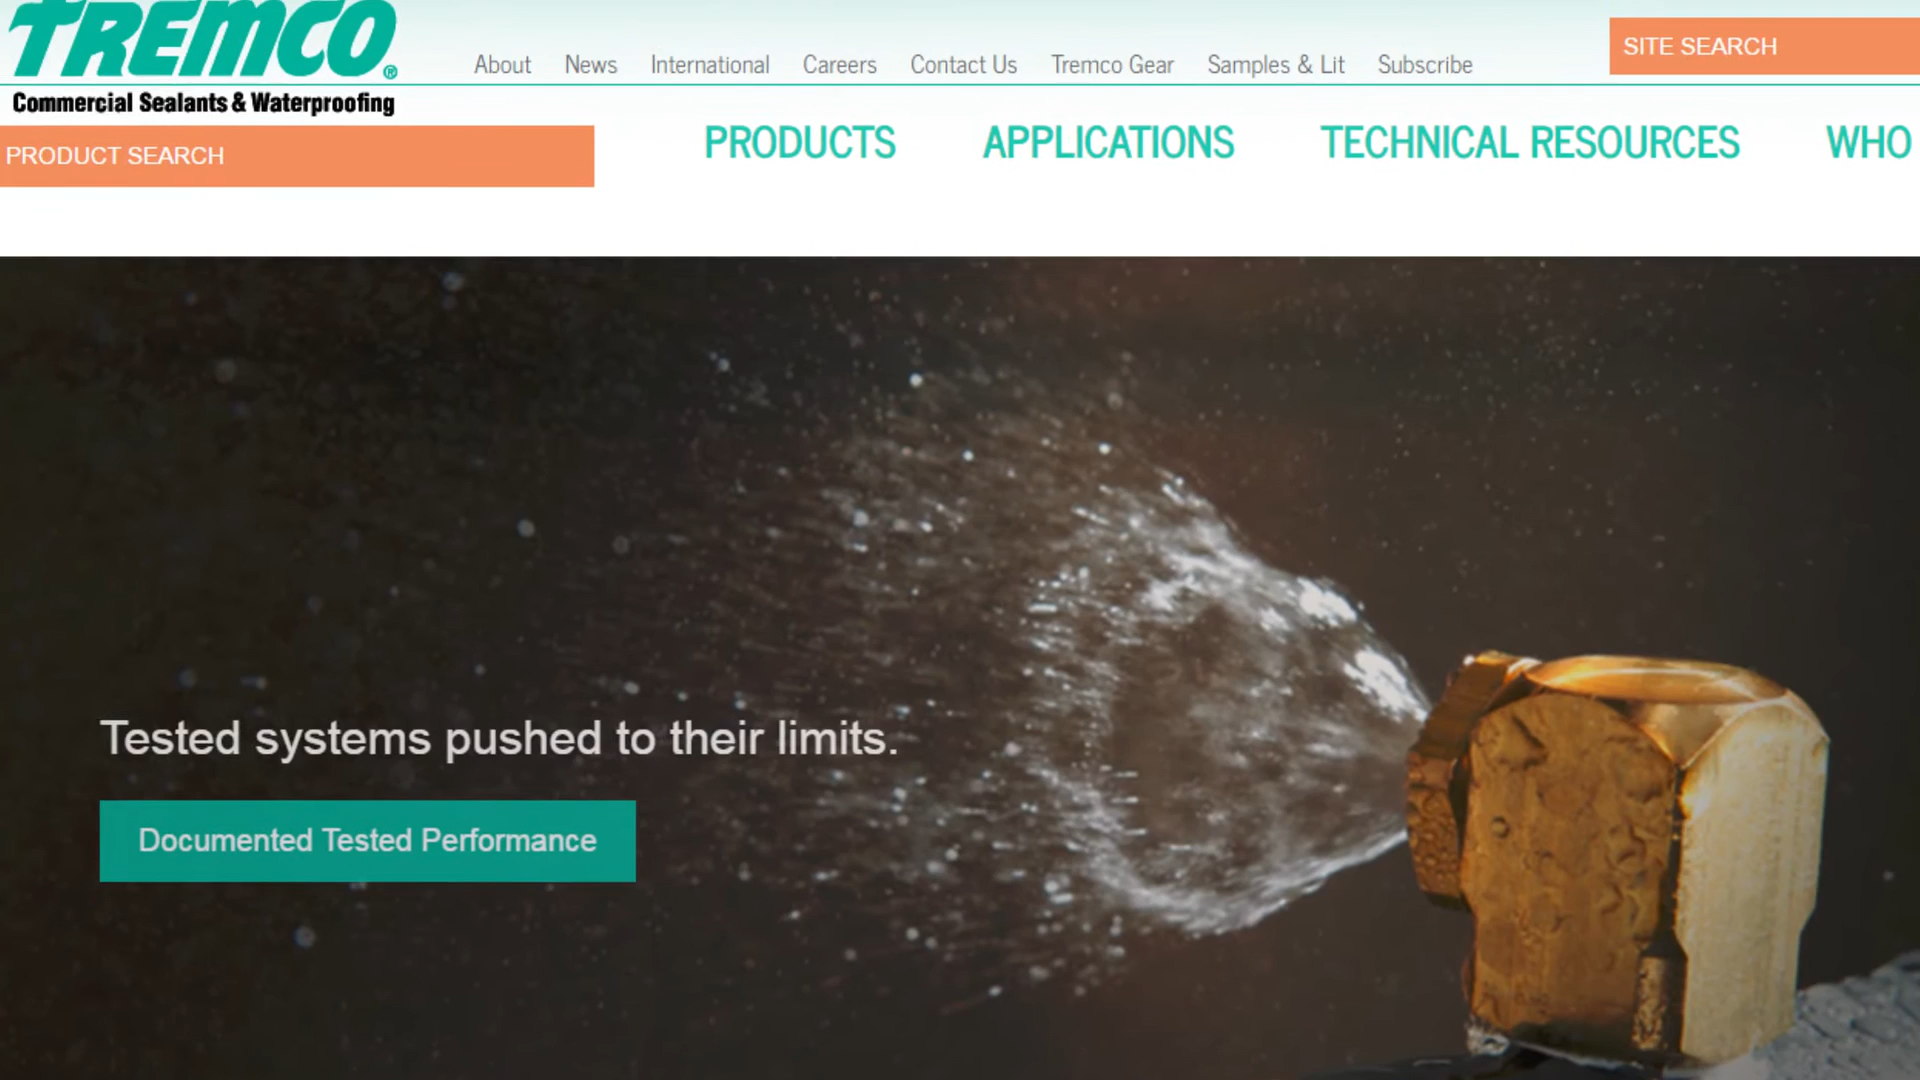 TREMCO®
Commercial Sealants & Waterproofing
About News International Careers Contact Us Tremco Gear Samples & Lit Subscribe
SITE SEARCH
PRODUCT SEARCH
PRODUCTS APPLICATIONS TECHNICAL RESOURCES WHO
Tested systems pushed to their limits.
Documented Tested Performance